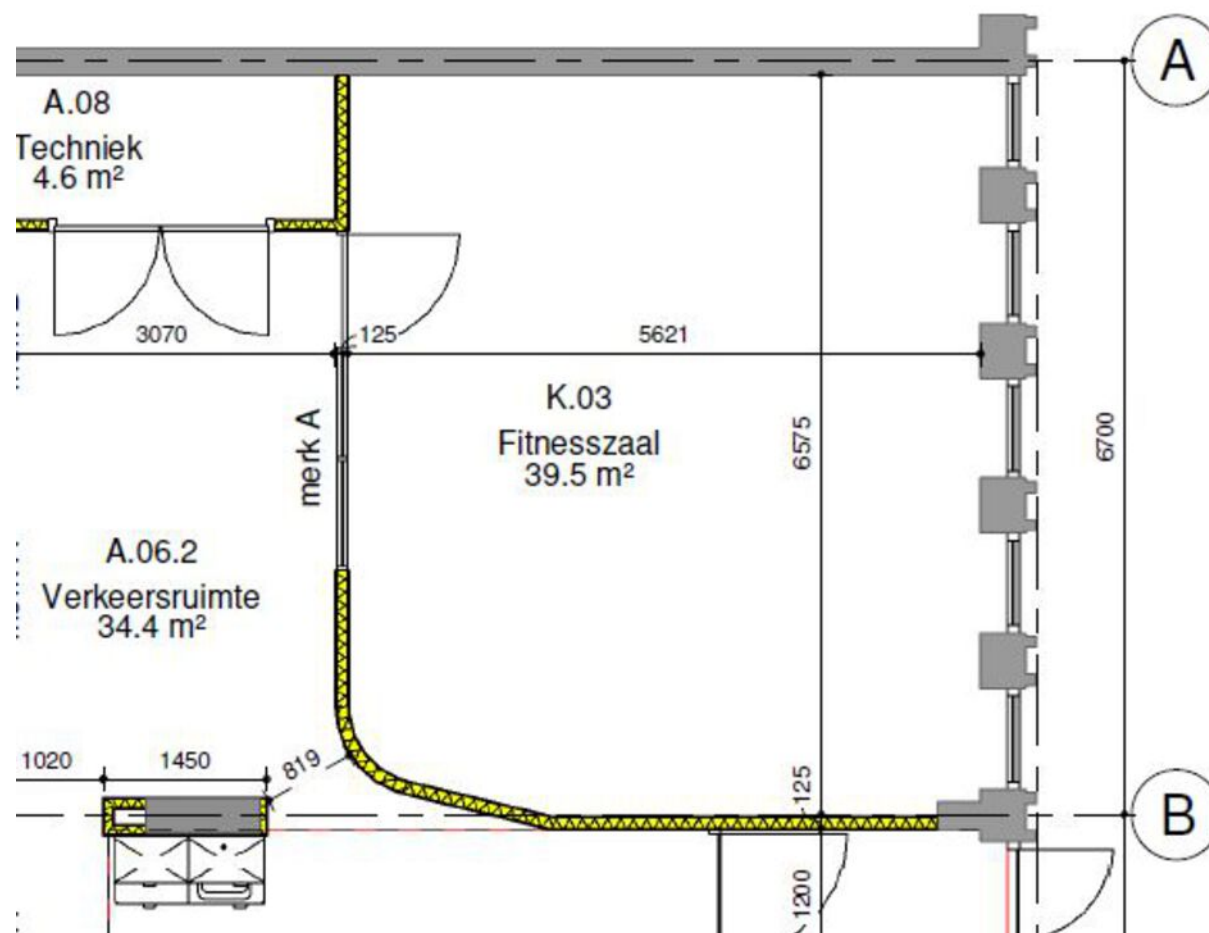 A
A.08
Techniek
4.6 m²
3070
125
5621
K.03
Fitnesszaal
39.5 m²
merk A
6575
6700
A.06.2
Verkeersruimte
34.4 m²
1020
1450
819
125
B
1200